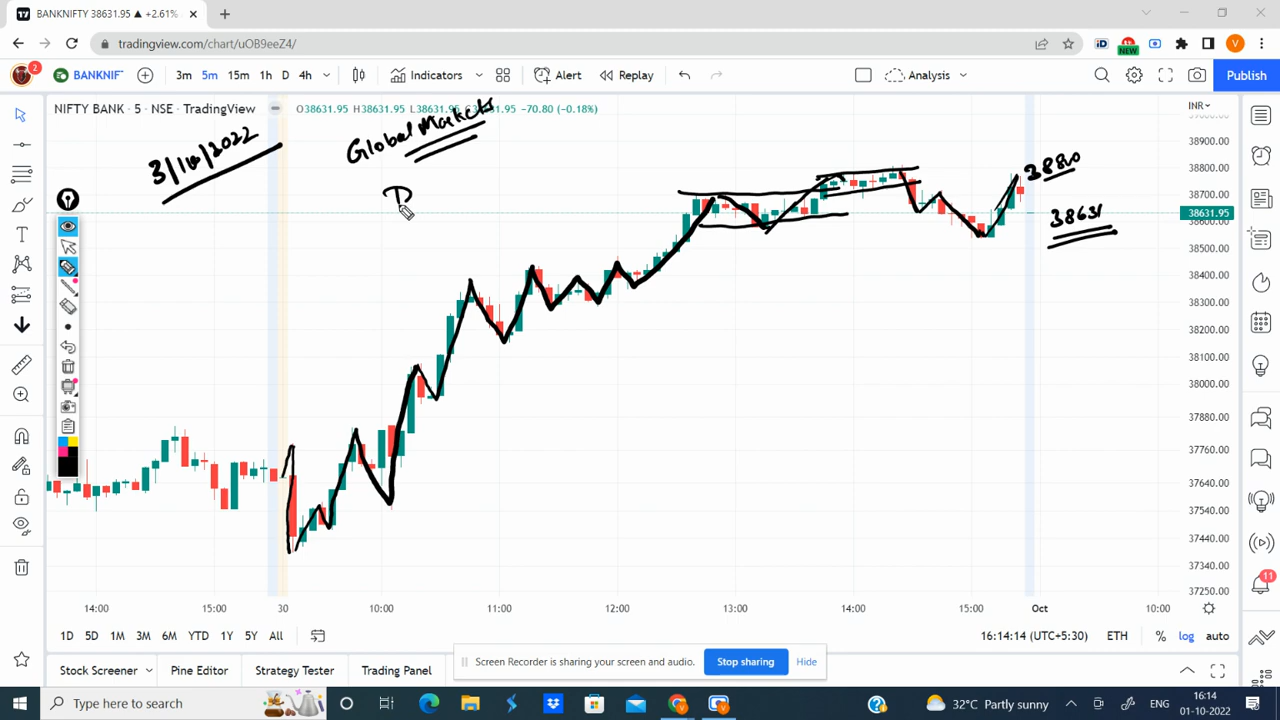 BANKNIFTY 38631.95 ▲ +2.61%
tradingview.com/chart/uOB9eeZ4/
NEW
V
2
BANKNIF
3m 5m 15m 1h D 4h
Indicators
Alert
Replay
Analysis
Publish
NIFTY BANK · 5 · NSE · TradingView
O38631.95 H38631.95 L38631.95 −70.80 (−0.18%)
INR
3/10/2022
Global Markets
D
38800
38631
38900.00
38800.00
38700.00
38631.95
38600.00
38500.00
38400.00
38300.00
38200.00
38100.00
38000.00
37880.00
37760.00
37640.00
37540.00
37440.00
37340.00
37250.00
14:00 15:00 30 10:00 11:00 12:00 13:00 14:00 15:00 Oct 10:00
1D 5D 1M 3M 6M YTD 1Y 5Y All
16:14:14 (UTC+5:30) ETH % log auto
11
Screen Recorder is sharing your screen and audio.
Stop sharing
Hide
Stock Screener Pine Editor Strategy Tester Trading Panel
Type here to search
32°C Partly sunny
ENG
16:14
01-10-2022